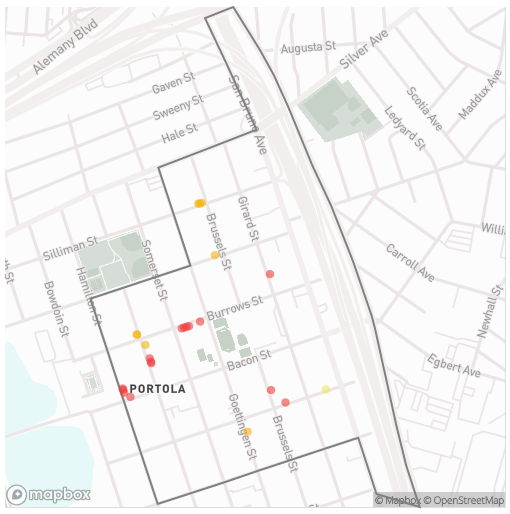 Alemany Blvd
Augusta St
Silver Ave
Gaven St
San Bruno Ave
Scotia Ave
Maddux Ave
Sweeny St
Hale St
Ledyard St
Girard St
Brussels St
Silliman St
Somerset St
Hamilton St
Bowdoin St
Carroll Ave
Newhall St
Burrows St
Bacon St
Egbert Ave
PORTOLA
Goettingen St
Brussels St
mapbox
© Mapbox © OpenStreetMap